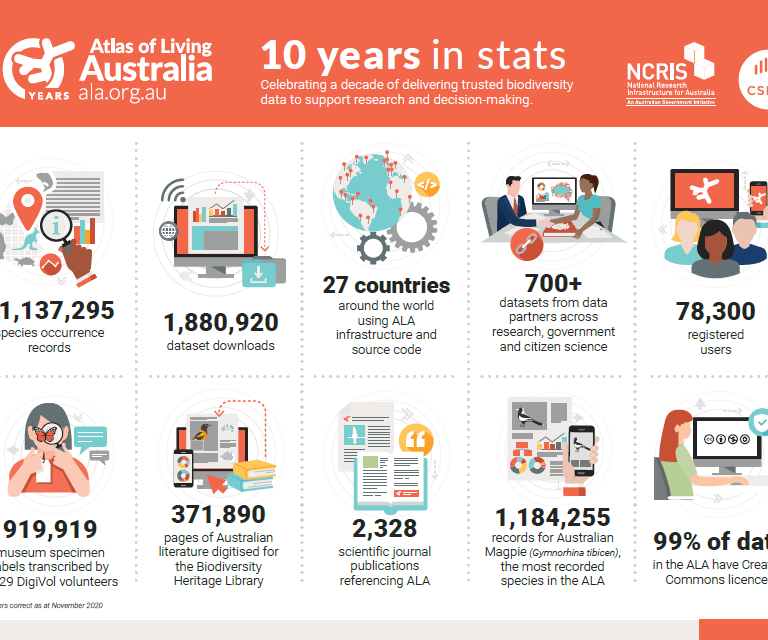 Atlas of Living
Australia
ala.org.au
YEARS
10 years in stats
Celebrating a decade of delivering trusted biodiversity
data to support research and decision-making.
NCRIS
National Research
Infrastructure for Australia
An Australian Government Initiative
1,137,295
species occurrence
records
1,880,920
dataset downloads
27 countries
around the world
using ALA
infrastructure and
source code
700+
datasets from data
partners across
research, government
and citizen science
78,300
registered
users
919,919
museum specimen
labels transcribed by
29 DigiVol volunteers
371,890
pages of Australian
literature digitised for
the Biodiversity
Heritage Library
2,328
scientific journal
publications
referencing ALA
1,184,255
records for Australian
Magpie (Gymnorhina tibicen),
the most recorded
species in the ALA
99% of dat
in the ALA have Creat
Commons licence
ers correct as at November 2020